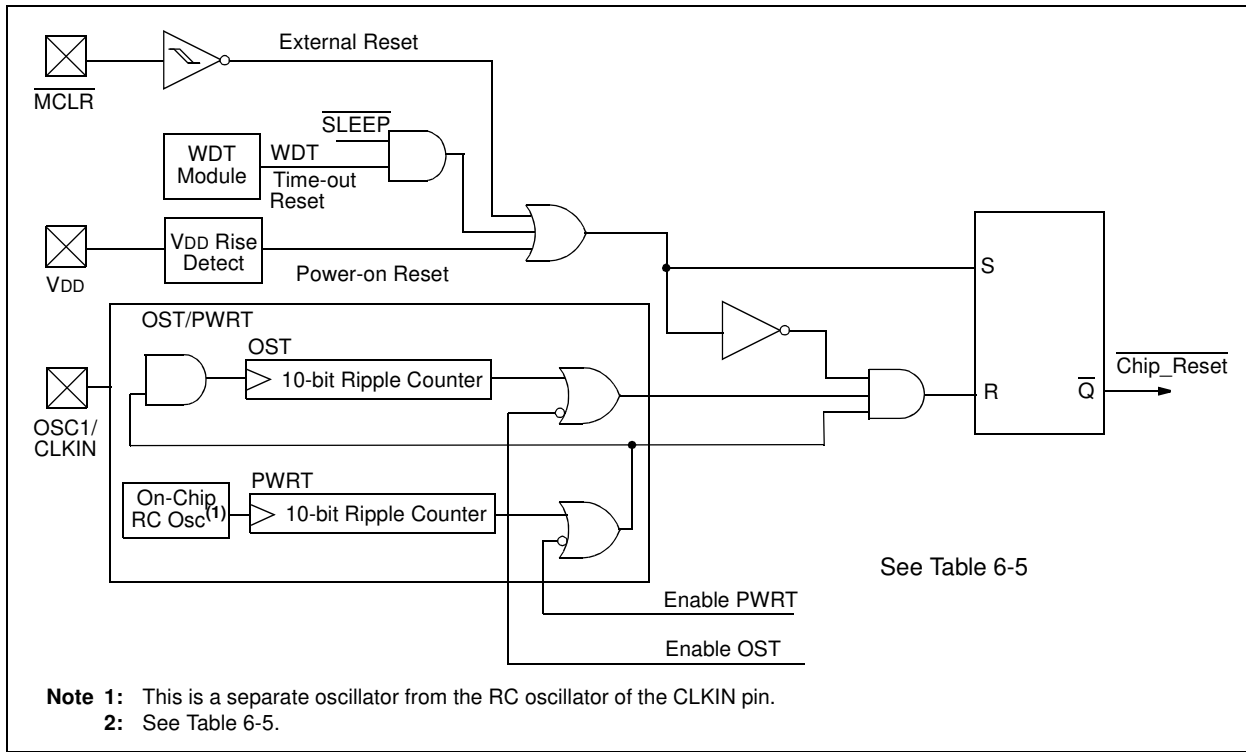 External Reset
MCLR
SLEEP
WDT
Module
WDT
Time-out
Reset
VDD Rise
Detect
VDD
Power-on Reset
S
OST/PWRT
OST
10-bit Ripple Counter
Chip_Reset
R
Q
OSC1/
CLKIN
PWRT
On-Chip
RC Osc(1)
10-bit Ripple Counter
See Table 6-5
Enable PWRT
Enable OST
Note 1: This is a separate oscillator from the RC oscillator of the CLKIN pin.
2: See Table 6-5.